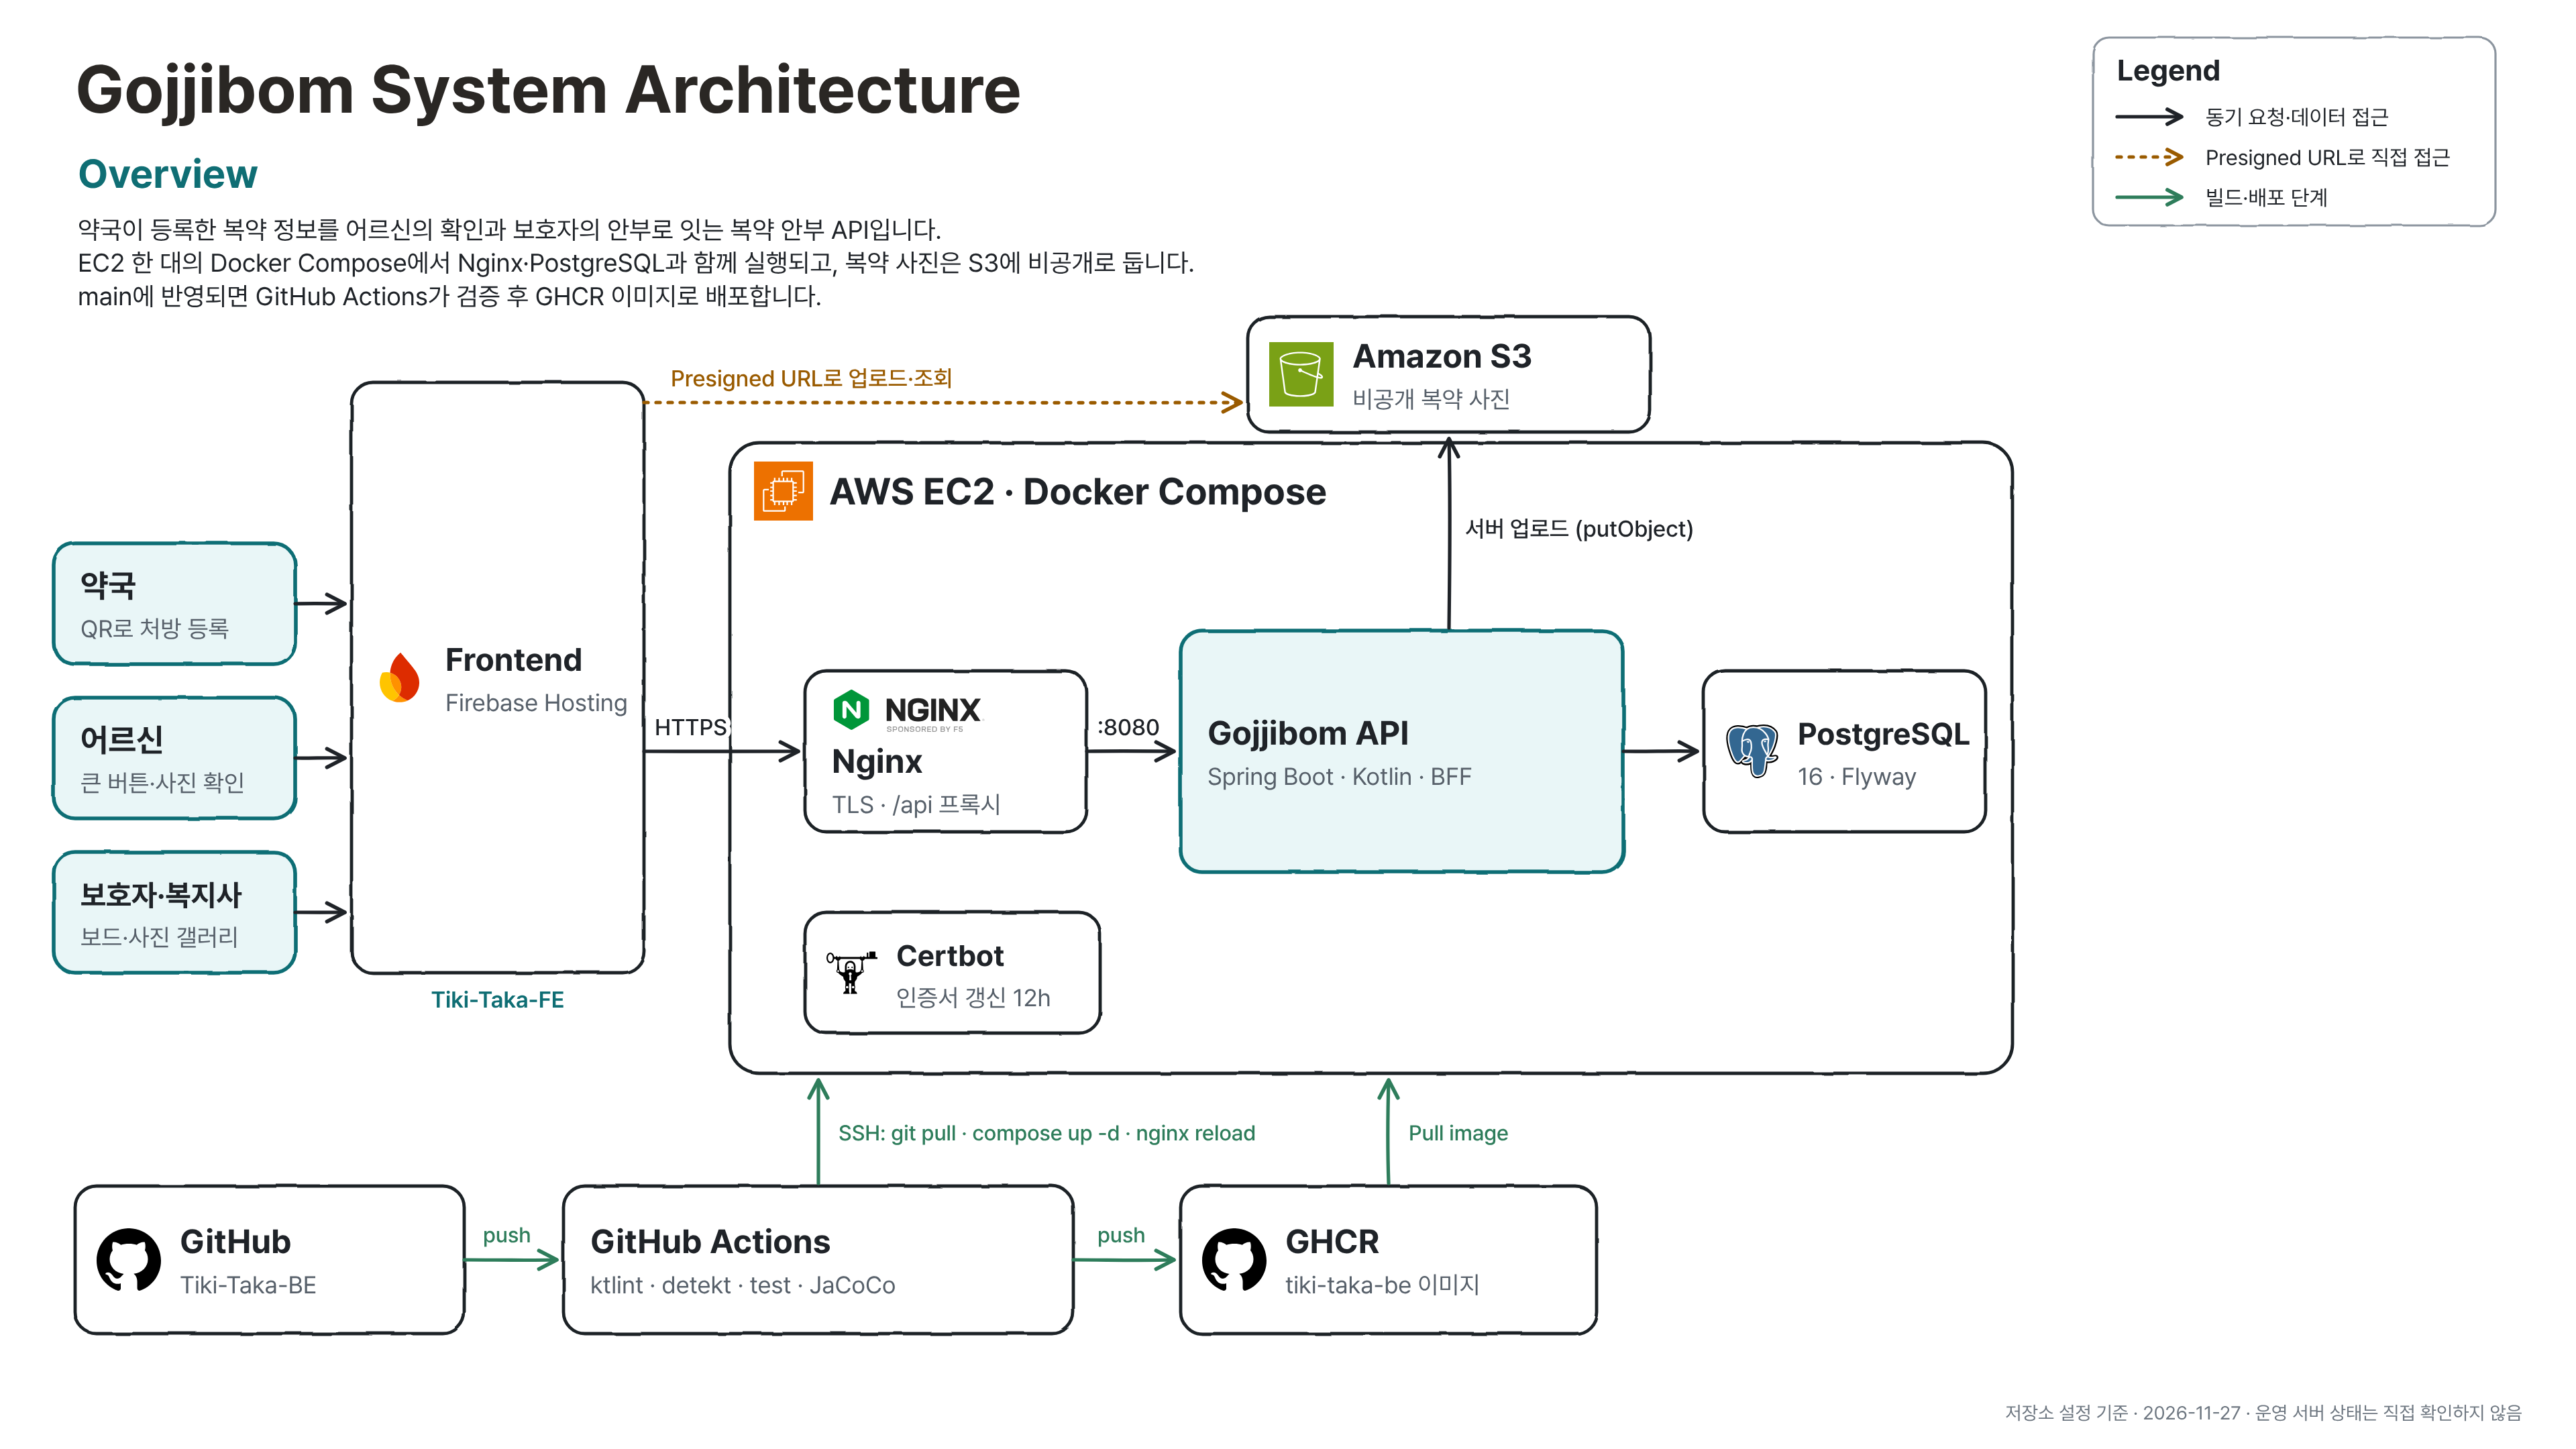 Gojjibom System Architecture
Overview
약국이 등록한 복약 정보를 어르신의 확인과 보호자의 안부로 잇는 복약 안부 API입니다.
EC2 한 대의 Docker Compose에서 Nginx·PostgreSQL과 함께 실행되고, 복약 사진은 S3에 비공개로 둡니다.
main에 반영되면 GitHub Actions가 검증 후 GHCR 이미지로 배포합니다.
Legend
동기 요청·데이터 접근
Presigned URL로 직접 접근
빌드·배포 단계
Presigned URL로 업로드·조회
Amazon S3
비공개 복약 사진
AWS EC2 · Docker Compose
서버 업로드 (putObject)
약국
QR로 처방 등록
어르신
큰 버튼·사진 확인
보호자·복지사
보드·사진 갤러리
Frontend
Firebase Hosting
Tiki-Taka-FE
HTTPS
NGINX
SPONSORED BY F5
Nginx
TLS · /api 프록시
:8080
Gojjibom API
Spring Boot · Kotlin · BFF
PostgreSQL
16 · Flyway
Certbot
인증서 갱신 12h
SSH: git pull · compose up -d · nginx reload
Pull image
GitHub
Tiki-Taka-BE
push
GitHub Actions
ktlint · detekt · test · JaCoCo
push
GHCR
tiki-taka-be 이미지
저장소 설정 기준 · 2026-11-27 · 운영 서버 상태는 직접 확인하지 않음